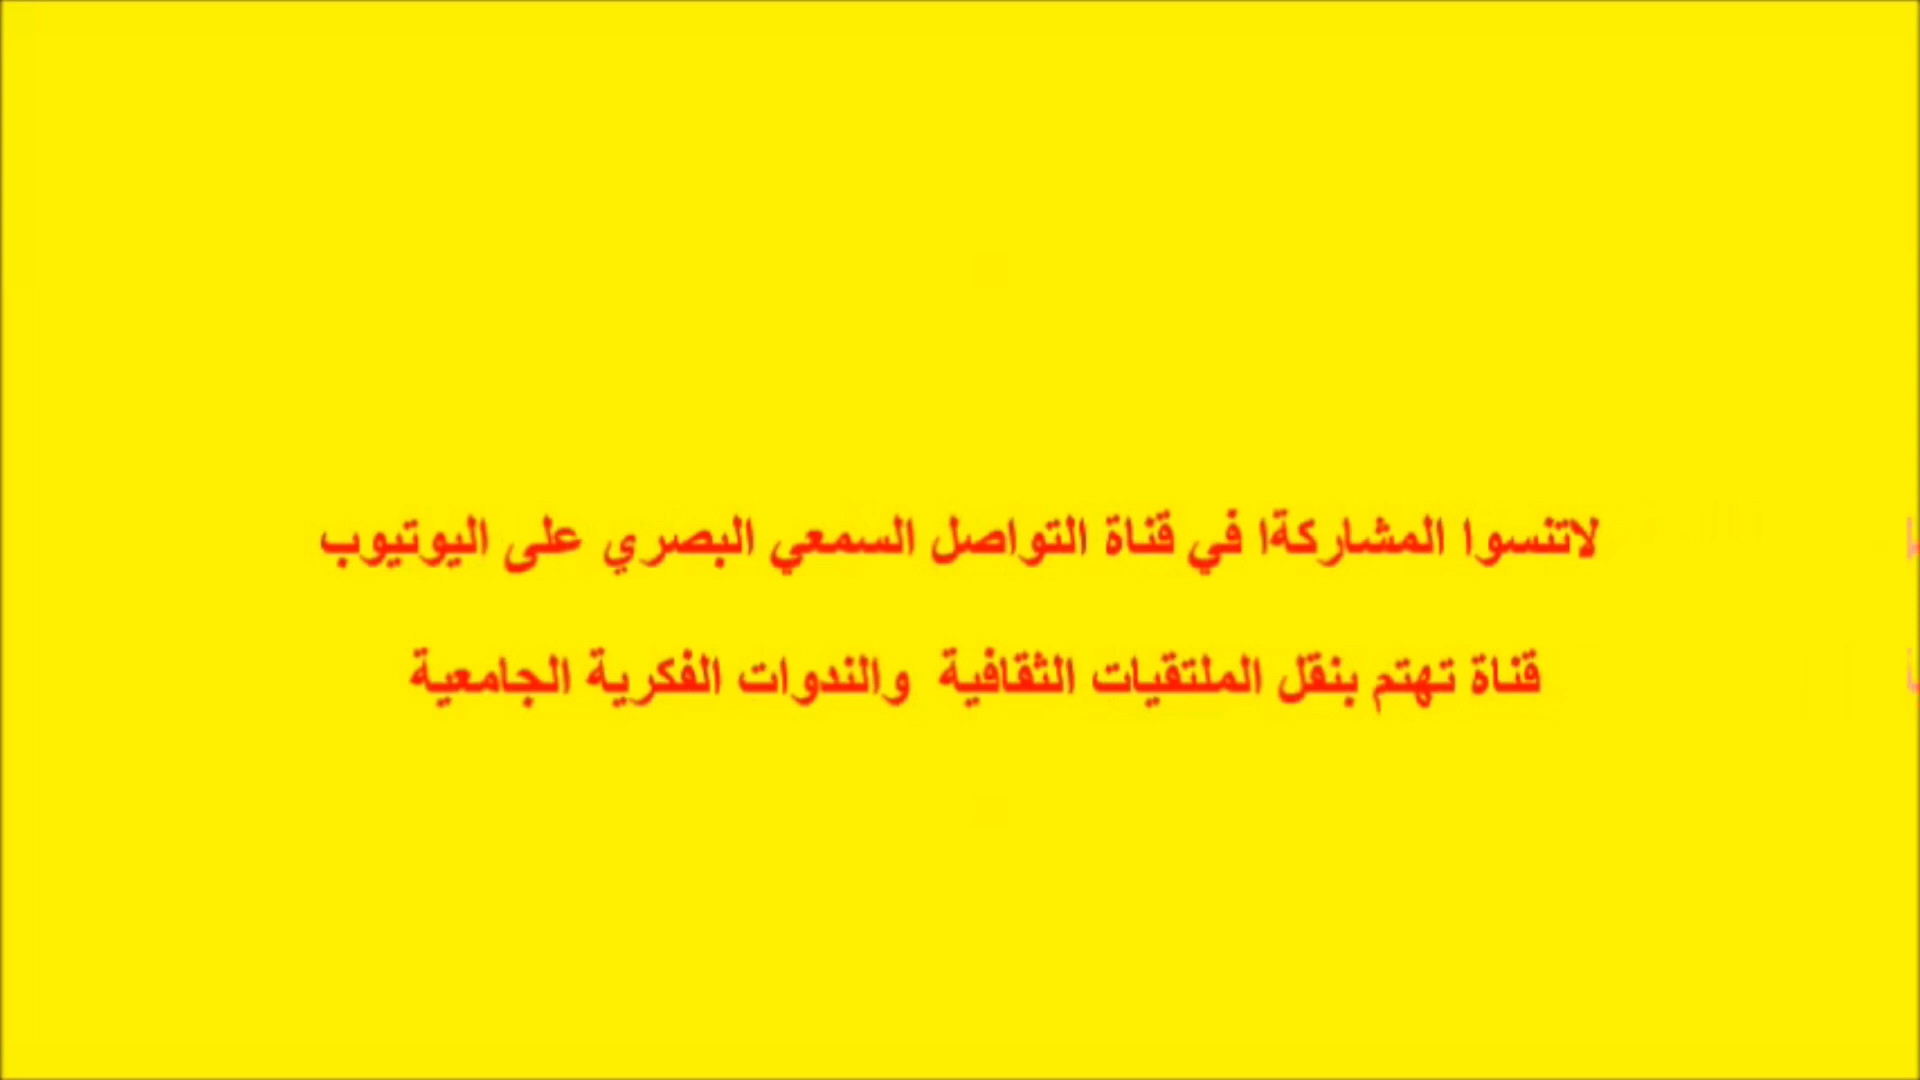 لاتنسوا المشاركةا في قناة التواصل السمعي البصري على اليوتيوب
قناة تهتم بنقل الملتقيات الثقافية والندوات الفكرية الجامعية